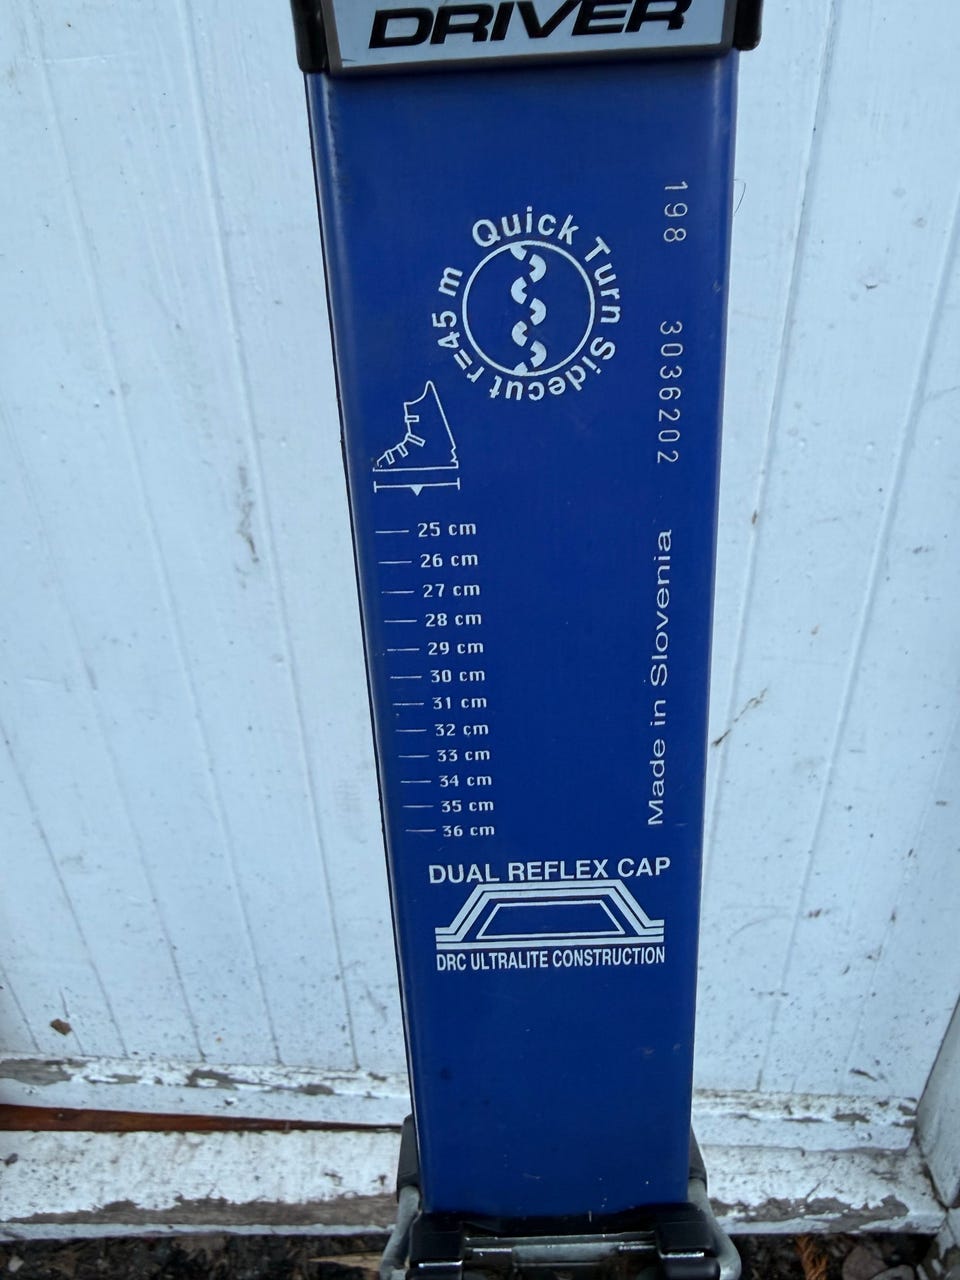 DRIVER
Quick Turn Sidecut r=45 m
198 3036202 Made in Slovenia
25 cm
26 cm
27 cm
28 cm
29 cm
30 cm
31 cm
32 cm
33 cm
34 cm
35 cm
36 cm
DUAL REFLEX CAP
DRC ULTRALITE CONSTRUCTION